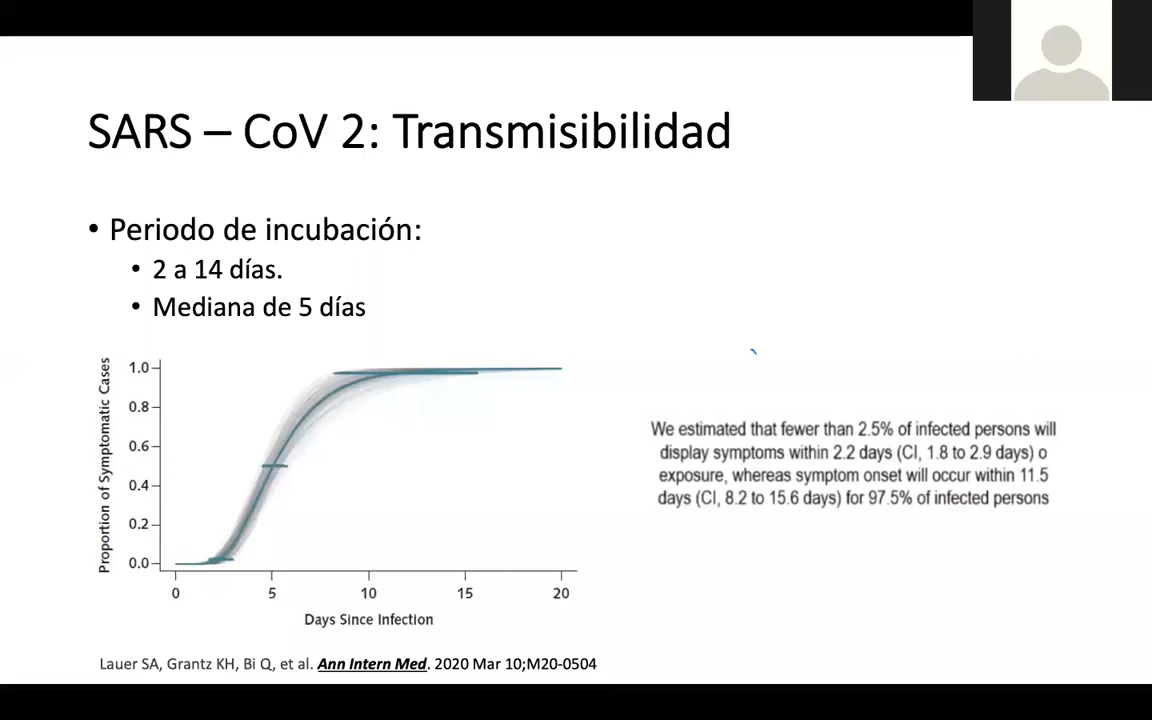 SARS – CoV 2: Transmisibilidad
• Periodo de incubación:
• 2 a 14 días.
• Mediana de 5 días
Proportion of Symptomatic Cases
1.0
0.8
0.6
0.4
0.2
0.0
0 5 10 15 20
Days Since Infection
We estimated that fewer than 2.5% of infected persons will
display symptoms within 2.2 days (CI, 1.8 to 2.9 days) o
exposure, whereas symptom onset will occur within 11.5
days (CI, 8.2 to 15.6 days) for 97.5% of infected persons
Lauer SA, Grantz KH, Bi Q, et al. Ann Intern Med. 2020 Mar 10;M20-0504